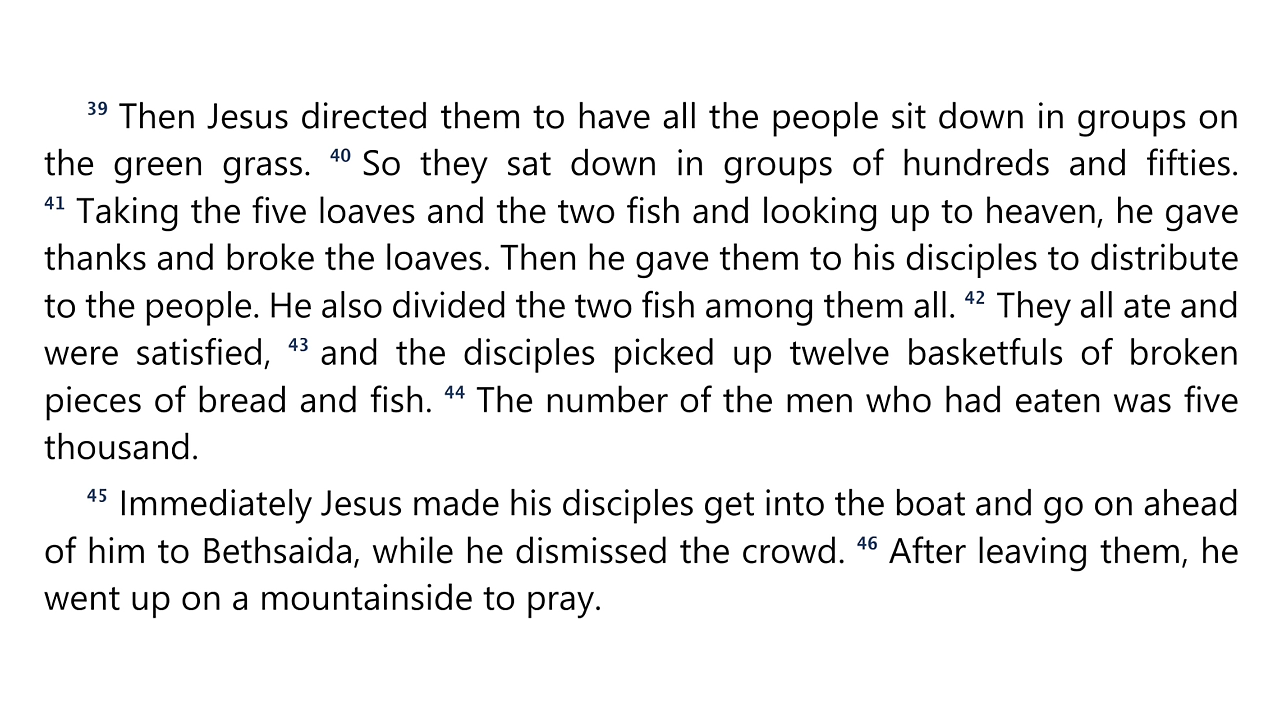 39 Then Jesus directed them to have all the people sit down in groups on
the green grass. 40 So they sat down in groups of hundreds and fifties.
41 Taking the five loaves and the two fish and looking up to heaven, he gave
thanks and broke the loaves. Then he gave them to his disciples to distribute
to the people. He also divided the two fish among them all. 42 They all ate and
were satisfied, 43 and the disciples picked up twelve basketfuls of broken
pieces of bread and fish. 44 The number of the men who had eaten was five
thousand.
45 Immediately Jesus made his disciples get into the boat and go on ahead
of him to Bethsaida, while he dismissed the crowd. 46 After leaving them, he
went up on a mountainside to pray.